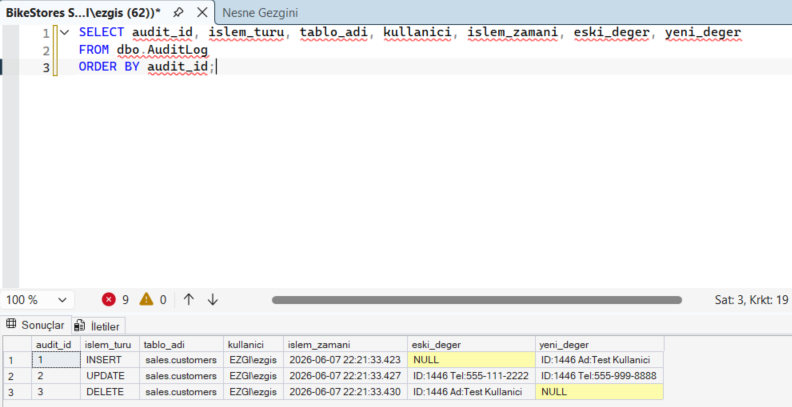 BikeStores S...l\ezgis (62))*
Nesne Gezgini
1 SELECT audit_id, islem_turu, tablo_adi, kullanici, islem_zamani, eski_deger, yeni_deger
2 FROM dbo.AuditLog
3 ORDER BY audit_id;
100 % 9 0 Sat: 3, Krkt: 19
Sonuçlar İletiler
audit_id islem_turu tablo_adi kullanici islem_zamani eski_deger yeni_deger
1 1 INSERT sales.customers EZGI\ezgis 2026-06-07 22:21:33.423 NULL ID:1446 Ad:Test Kullanici
2 2 UPDATE sales.customers EZGI\ezgis 2026-06-07 22:21:33.427 ID:1446 Tel:555-111-2222 ID:1446 Tel:555-999-8888
3 3 DELETE sales.customers EZGI\ezgis 2026-06-07 22:21:33.430 ID:1446 Ad:Test Kullanici NULL